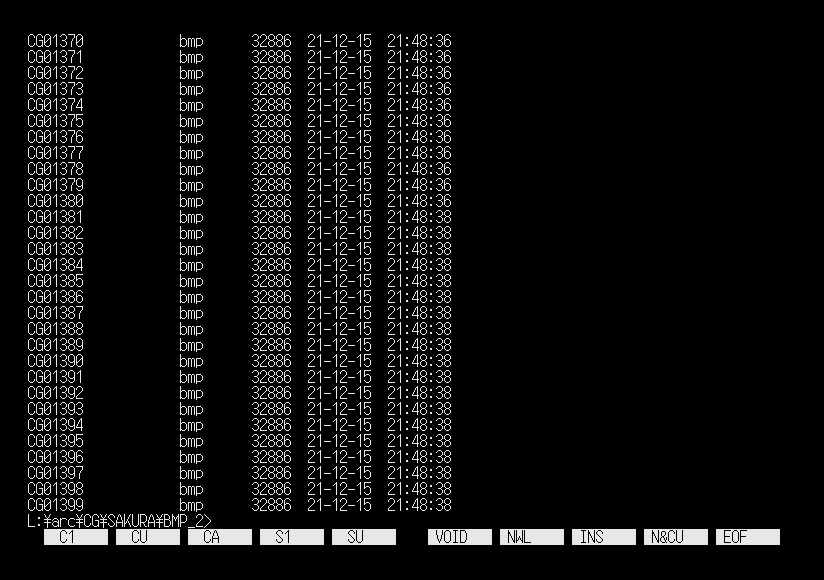 CG01370 bmp 32886 21-12-15 21:48:36
CG01371 bmp 32886 21-12-15 21:48:36
CG01372 bmp 32886 21-12-15 21:48:36
CG01373 bmp 32886 21-12-15 21:48:36
CG01374 bmp 32886 21-12-15 21:48:36
CG01375 bmp 32886 21-12-15 21:48:36
CG01376 bmp 32886 21-12-15 21:48:36
CG01377 bmp 32886 21-12-15 21:48:36
CG01378 bmp 32886 21-12-15 21:48:36
CG01379 bmp 32886 21-12-15 21:48:36
CG01380 bmp 32886 21-12-15 21:48:36
CG01381 bmp 32886 21-12-15 21:48:38
CG01382 bmp 32886 21-12-15 21:48:38
CG01383 bmp 32886 21-12-15 21:48:38
CG01384 bmp 32886 21-12-15 21:48:38
CG01385 bmp 32886 21-12-15 21:48:38
CG01386 bmp 32886 21-12-15 21:48:38
CG01387 bmp 32886 21-12-15 21:48:38
CG01388 bmp 32886 21-12-15 21:48:38
CG01389 bmp 32886 21-12-15 21:48:38
CG01390 bmp 32886 21-12-15 21:48:38
CG01391 bmp 32886 21-12-15 21:48:38
CG01392 bmp 32886 21-12-15 21:48:38
CG01393 bmp 32886 21-12-15 21:48:38
CG01394 bmp 32886 21-12-15 21:48:38
CG01395 bmp 32886 21-12-15 21:48:38
CG01396 bmp 32886 21-12-15 21:48:38
CG01397 bmp 32886 21-12-15 21:48:38
CG01398 bmp 32886 21-12-15 21:48:38
CG01399 bmp 32886 21-12-15 21:48:38
L:¥arc¥CG¥SAKURA¥BMP_2>
C1 CU CA S1 SU VOID NWL INS N&CU EOF